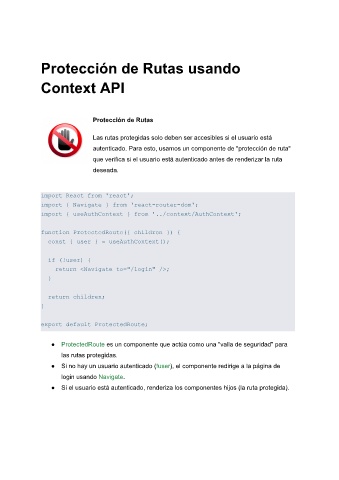 Protección de Rutas usando
Context API
Protección de Rutas
Las rutas protegidas solo deben ser accesibles si el usuario está
autenticado. Para esto, usamos un componente de "protección de ruta"
que verifica si el usuario está autenticado antes de renderizar la ruta
deseada.
import React from 'react';
import { Navigate } from 'react-router-dom';
import { useAuthContext } from '../context/AuthContext';
function ProtectedRoute({ children }) {
const { user } = useAuthContext();
if (!user) {
return <Navigate to="/login" />;
}
return children;
}
export default ProtectedRoute;
● ProtectedRoute es un componente que actúa como una "valla de seguridad" para
las rutas protegidas.
● Si no hay un usuario autenticado (!user), el componente redirige a la página de
login usando Navigate.
● Si el usuario está autenticado, renderiza los componentes hijos (la ruta protegida).